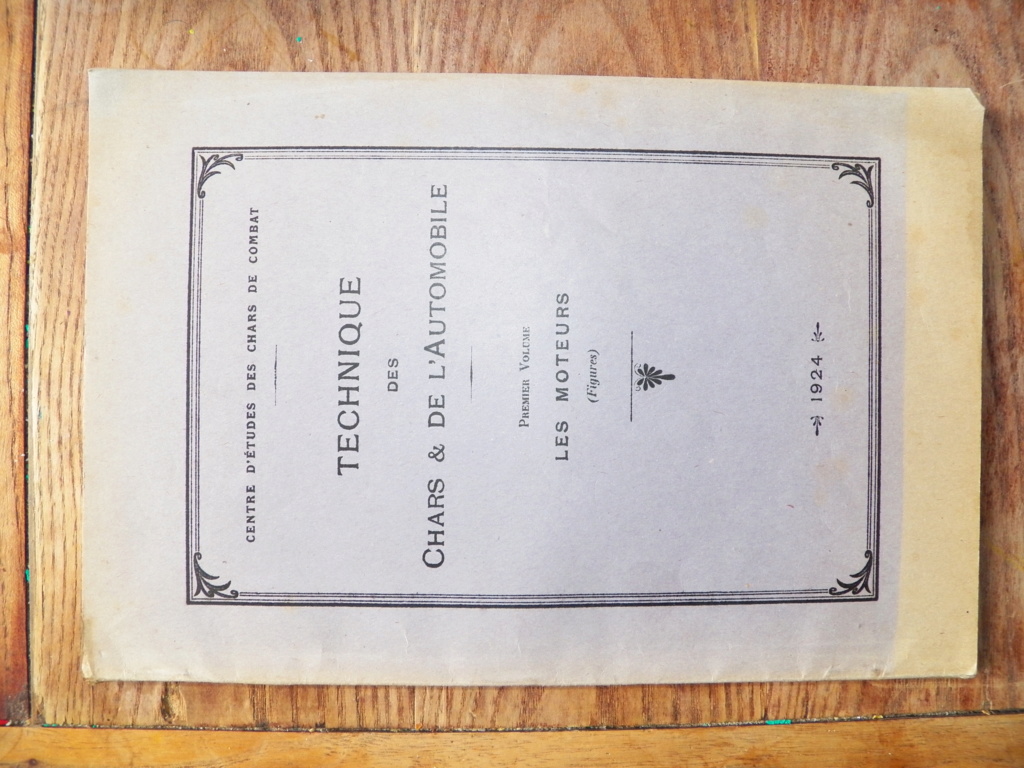 CENTRE D'ÉTUDES DES CHARS DE COMBAT
TECHNIQUE
DES
CHARS & DE L'AUTOMOBILE
PREMIER VOLUME
LES MOTEURS
(Figures)
1924